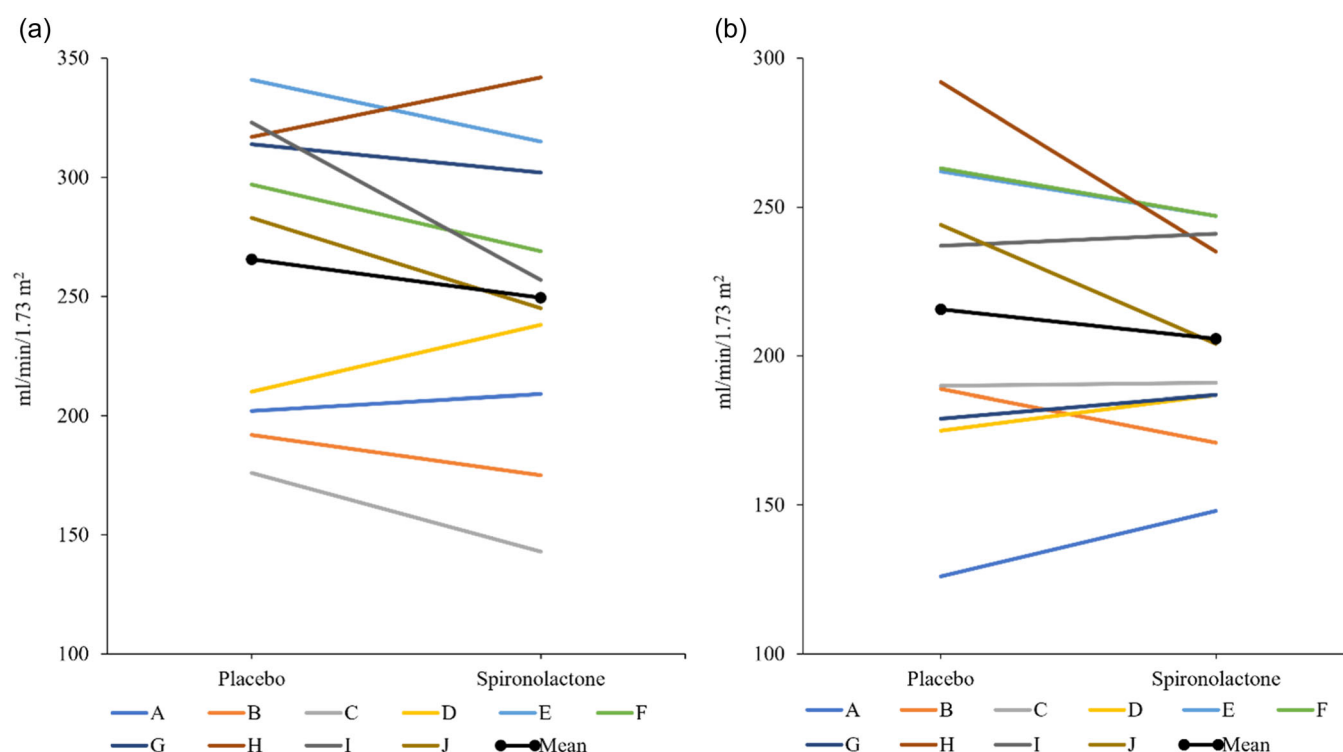 (a)
ml/min/1.73 m²
350
300
250
200
150
100
Placebo Spironolactone
A B C D E F
G H I J Mean
(b)
ml/min/1.73 m²
300
250
200
150
100
Placebo Spironolactone
A B C D E F
G H I J Mean